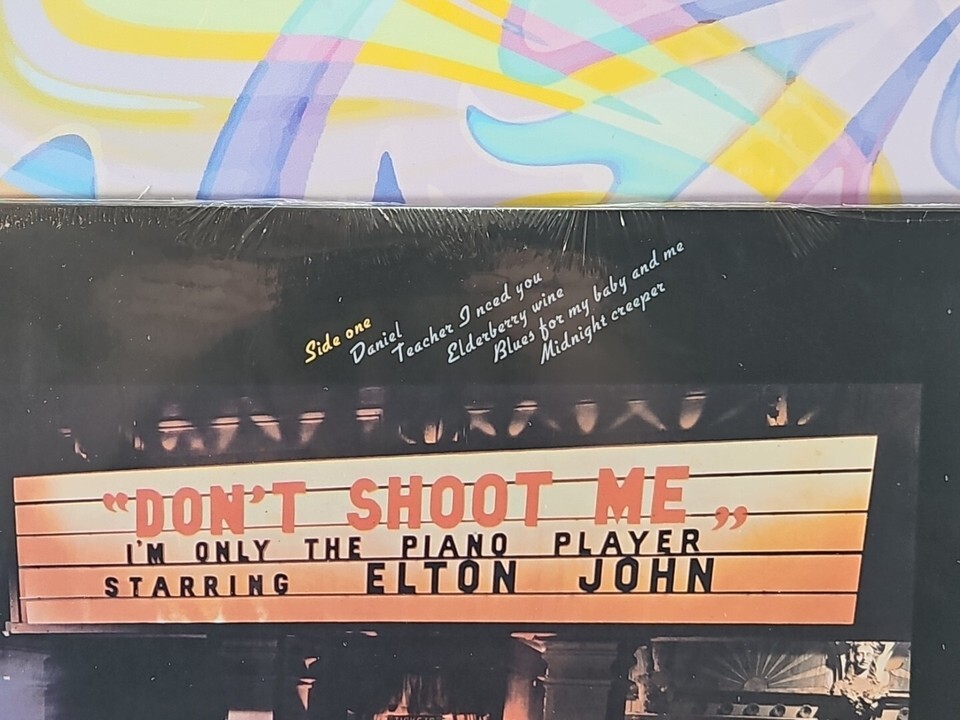 Side one
Daniel
Teacher I need you
Elderberry wine
Blues for my baby and me
Midnight creeper
“DON’T SHOOT ME„
I’M ONLY THE PIANO PLAYER
STARRING ELTON JOHN
TICKETS